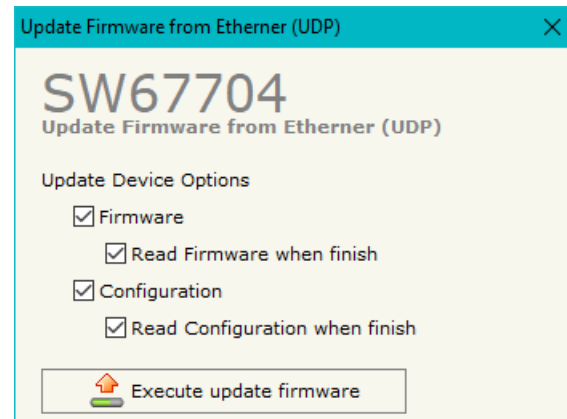 Update Firmware from Etherner (UDP)
SW67704
Update Firmware from Etherner (UDP)
Update Device Options
Firmware
Read Firmware when finish
Configuration
Read Configuration when finish
Execute update firmware